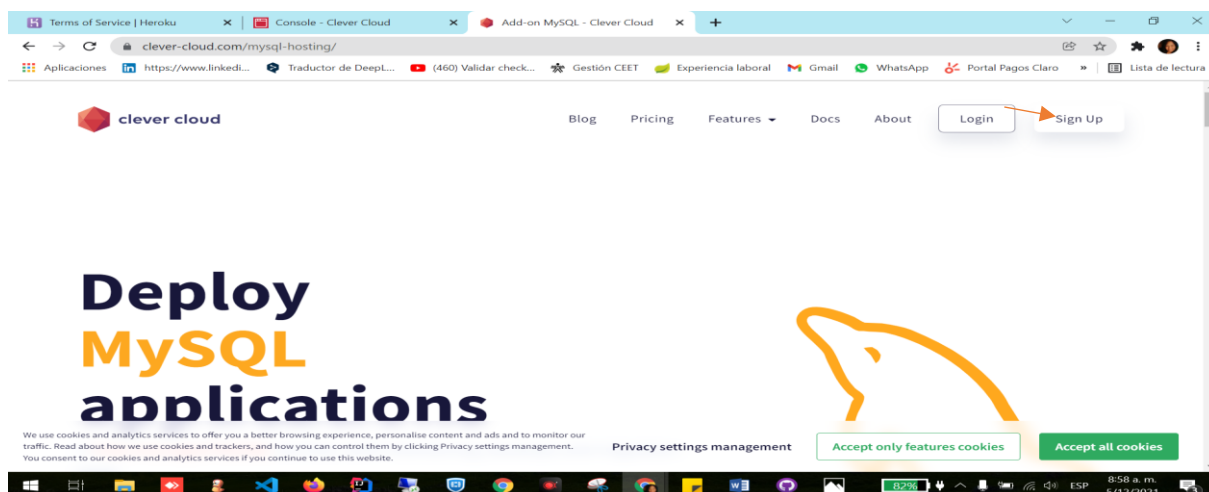 Terms of Service | Heroku
Console - Clever Cloud
Add-on MySQL - Clever Cloud
clever-cloud.com/mysql-hosting/
Aplicaciones
https://www.linkedi...
Traductor de DeepL...
(460) Validar check...
Gestión CEET
Experiencia laboral
Gmail
WhatsApp
Portal Pagos Claro
»
Lista de lectura
clever cloud
Blog
Pricing
Features
Docs
About
Login
Sign Up
Deploy
MySQL
applications
We use cookies and analytics services to offer you a better browsing experience, personalise content and ads and to monitor our
traffic. Read about how we use cookies and trackers, and how you can control them by clicking Privacy settings management.
You consent to our cookies and analytics services if you continue to use this website.
Privacy settings management
Accept only features cookies
Accept all cookies
82%
ESP
8:58 a. m.
5/12/2021